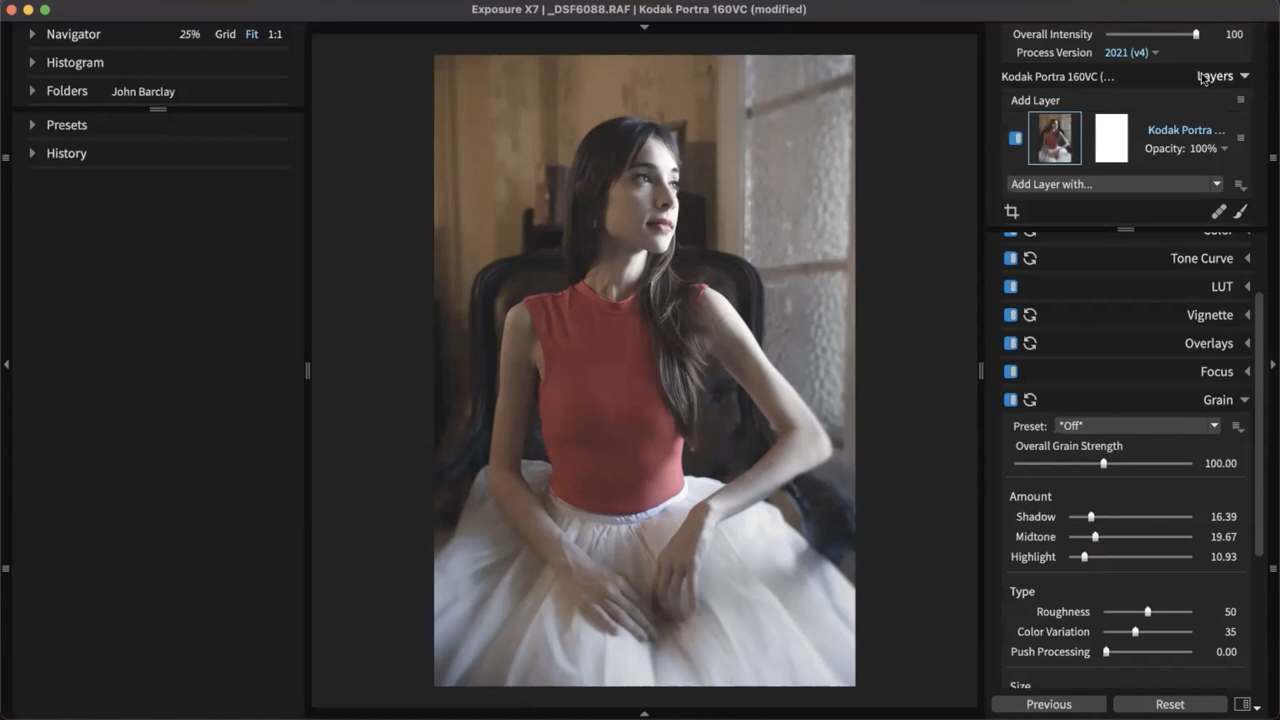 Exposure X7 | _DSF6088.RAF | Kodak Portra 160VC (modified)
Navigator 25% Grid Fit 1:1
Histogram
Folders John Barclay
Presets
History
Overall Intensity 100
Process Version 2021 (v4)
Kodak Portra 160VC (... Layers
Add Layer
Kodak Portra ...
Opacity: 100%
Add Layer with...
Color
Tone Curve
LUT
Vignette
Overlays
Focus
Grain
Preset: *Off*
Overall Grain Strength
100.00
Amount
Shadow 16.39
Midtone 19.67
Highlight 10.93
Type
Roughness 50
Color Variation 35
Push Processing 0.00
Size
Previous Reset